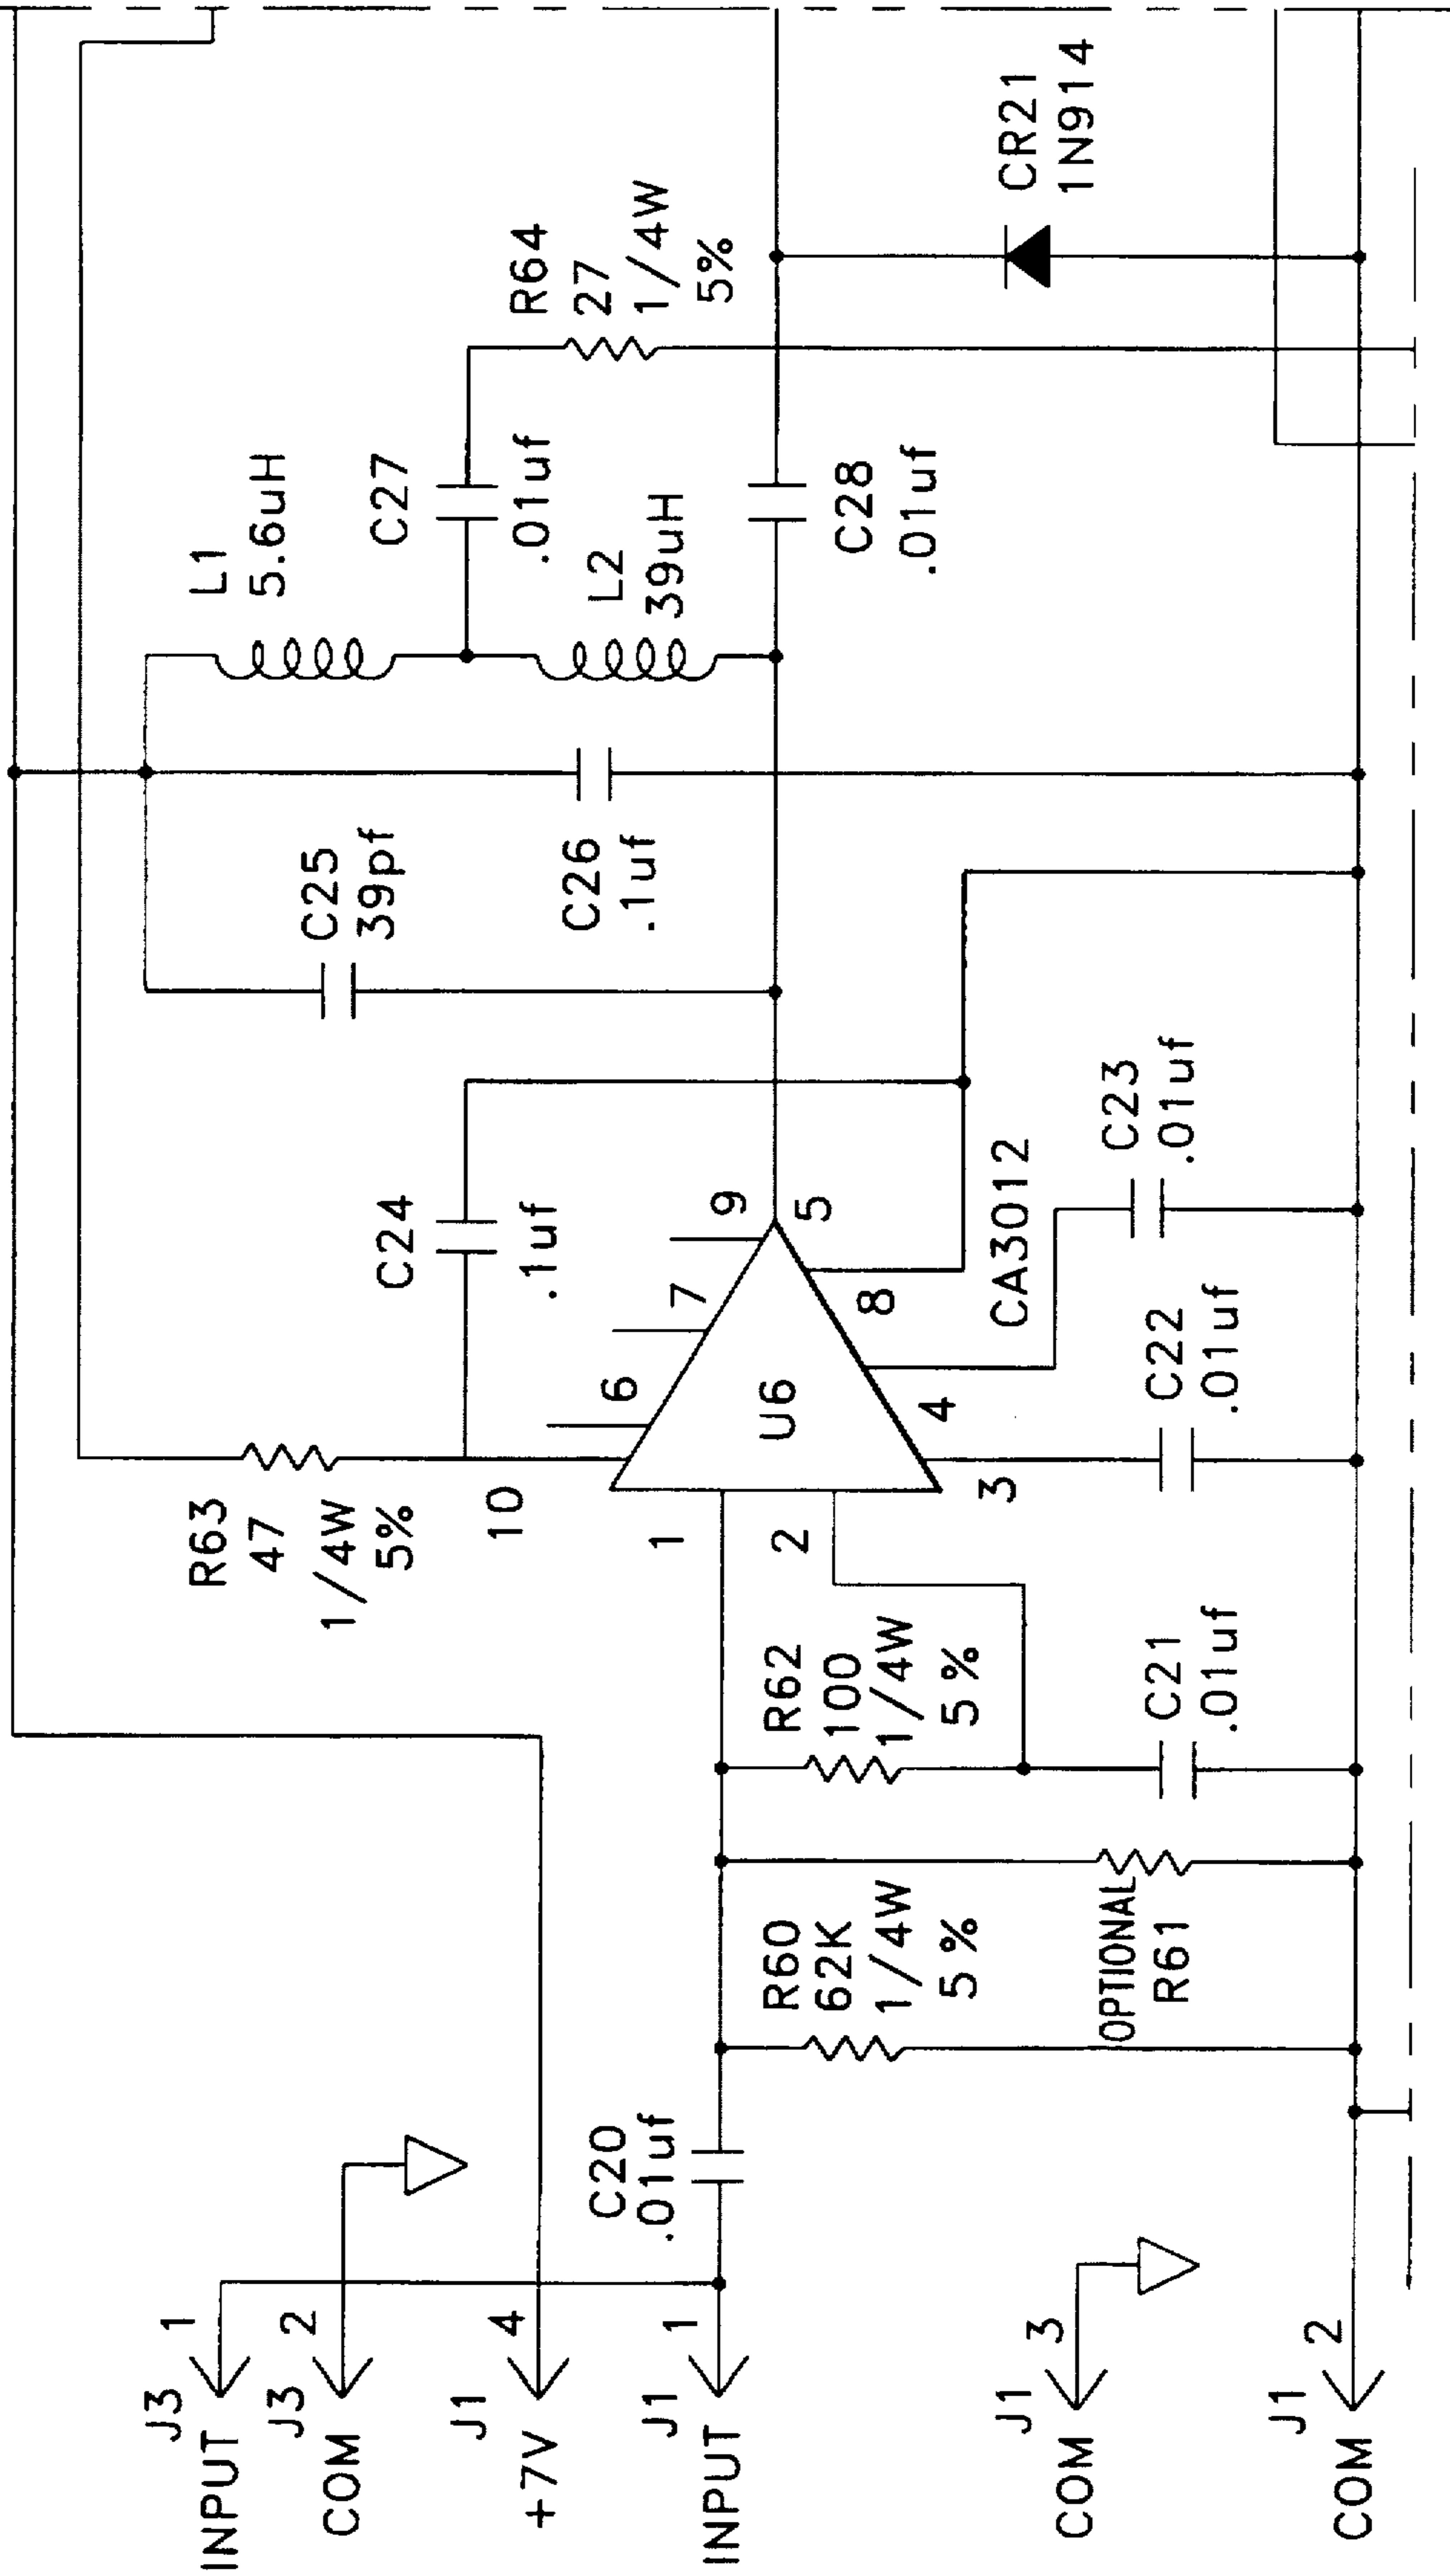 J3
INPUT
1
J3
COM
2
J1
+7V
4
J1
INPUT
1
J1
COM
3
J1
COM
2
C20
.01uf
R60
62K
1/4W
5%
OPTIONAL
R61
R62
100
1/4W
5%
C21
.01uf
R63
47
1/4W
5%
10
1
2
3
4
6
7
8
9
5
U6
CA3012
C22
.01uf
C23
.01uf
C24
.1uf
C25
39pf
C26
.1uf
L1
5.6uH
L2
39uH
C27
.01uf
C28
.01uf
R64
27
1/4W
5%
CR21
1N914